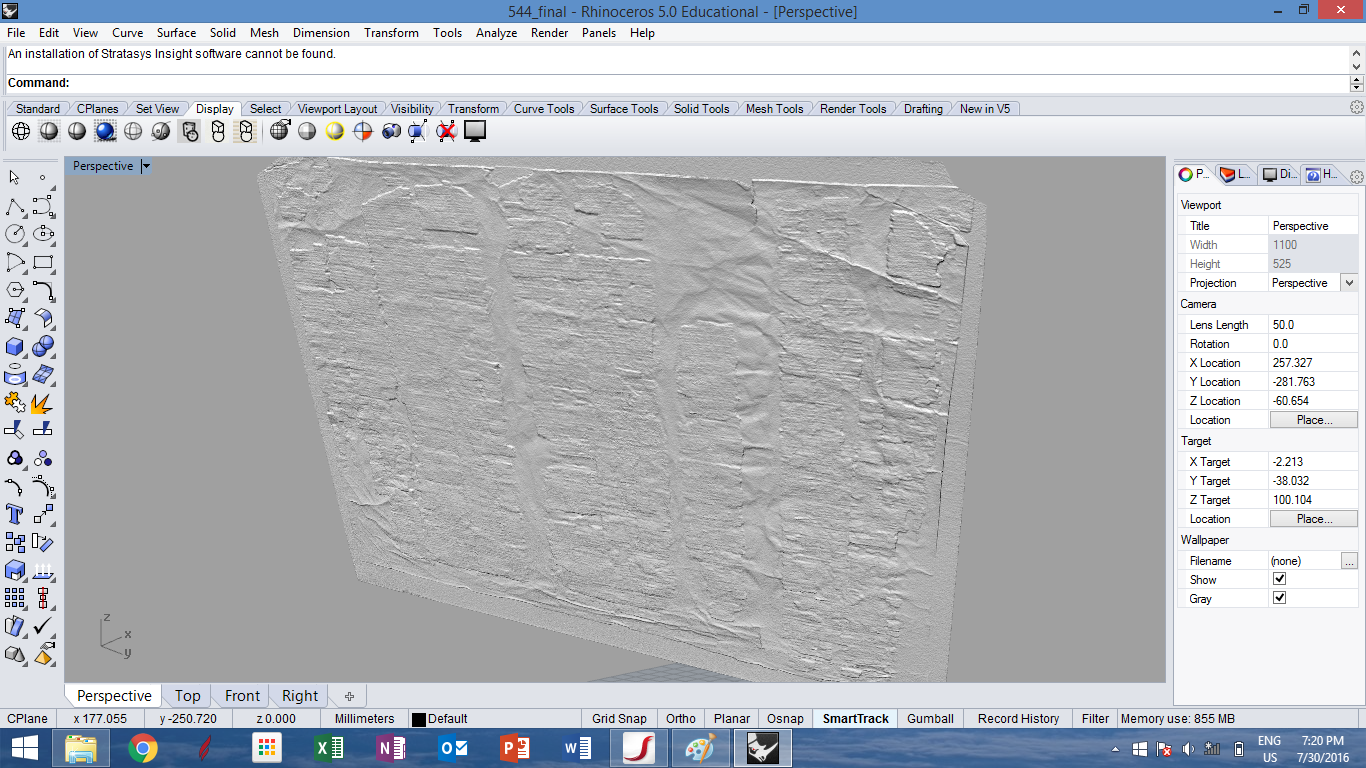 544_final - Rhinoceros 5.0 Educational - [Perspective]
File Edit View Curve Surface Solid Mesh Dimension Transform Tools Analyze Render Panels Help
An installation of Stratasys Insight software cannot be found.
Command:
Standard CPlanes Set View Display Select Viewport Layout Visibility Transform Curve Tools Surface Tools Solid Tools Mesh Tools Render Tools Drafting New in V5
Perspective
P... L... Di... H...
Viewport
Title Perspective
Width 1100
Height 525
Projection Perspective
Camera
Lens Length 50.0
Rotation 0.0
X Location 257.327
Y Location -281.763
Z Location -60.654
Location Place...
Target
X Target -2.213
Y Target -38.032
Z Target 100.104
Location Place...
Wallpaper
Filename (none) ...
Show
Gray
z
x
y
Perspective Top Front Right
CPlane x 177.055 y -250.720 z 0.000 Millimeters Default Grid Snap Ortho Planar Osnap SmartTrack Gumball Record History Filter Memory use: 855 MB
ENG 7:20 PM
US 7/30/2016